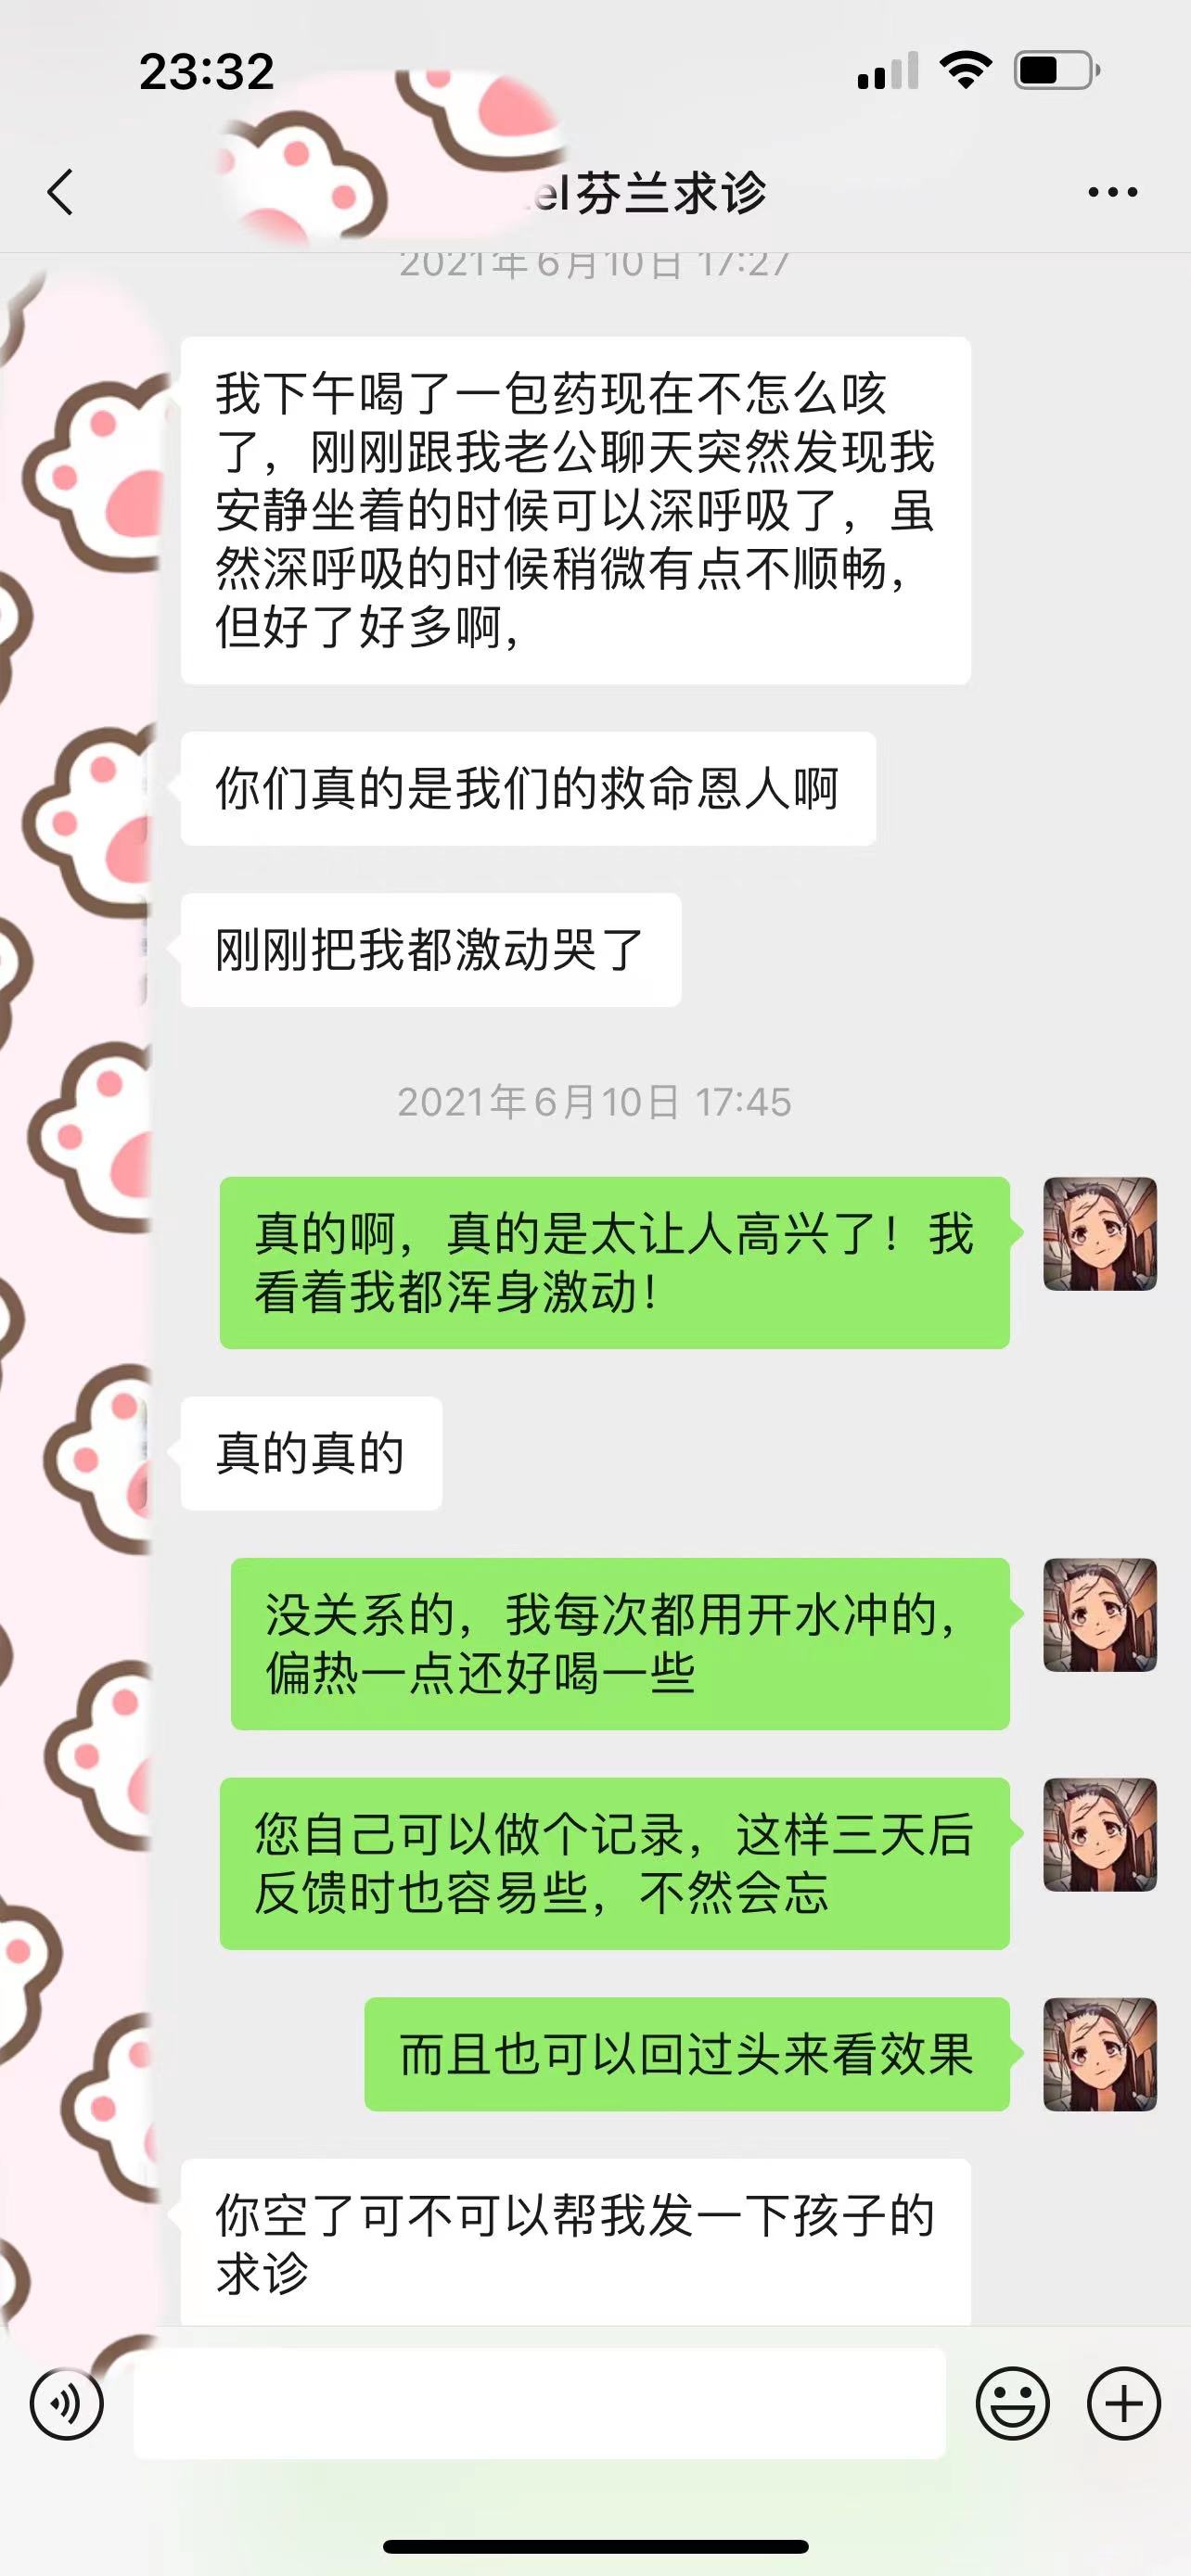 23:32
el芬兰求诊
2021年6月10日 17:27
我下午喝了一包药现在不怎么咳
了，刚刚跟我老公聊天突然发现我
安静坐着的时候可以深呼吸了，虽
然深呼吸的时候稍微有点不顺畅，
但好了好多啊，
你们真的是我们的救命恩人啊
刚刚把我都激动哭了
2021年6月10日 17:45
真的啊，真的是太让人高兴了！我
看着我都浑身激动！
真的真的
没关系的，我每次都用开水冲的，
偏热一点还好喝一些
您自己可以做个记录，这样三天后
反馈时也容易些，不然会忘
而且也可以回过头来看效果
你空了可不可以帮我发一下孩子的
求诊